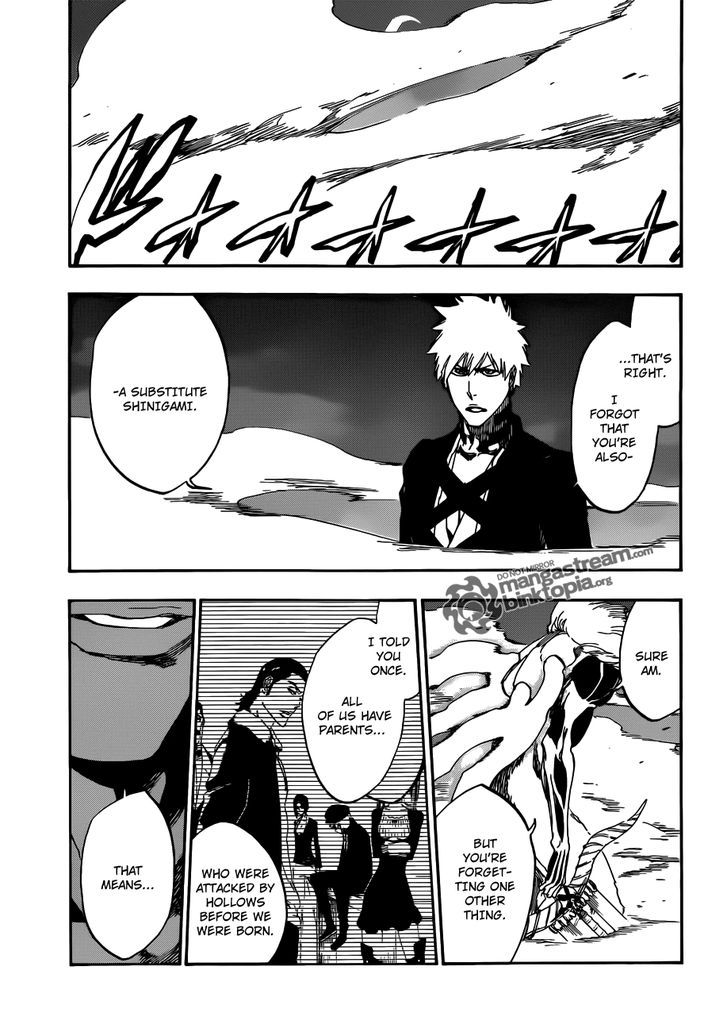 ...THAT'S
RIGHT.
I
FORGOT
THAT
YOU'RE
ALSO-
-A SUBSTITUTE
SHINIGAMI.
DO NOT MIRROR
mangastream.com
binktopia.org
SURE
AM.
BUT
YOU'RE
FORGET-
TING ONE
OTHER
THING.
I TOLD
YOU
ONCE.
ALL
OF US HAVE
PARENTS...
WHO WERE
ATTACKED BY
HOLLOWS
BEFORE WE
WERE BORN.
THAT
MEANS...